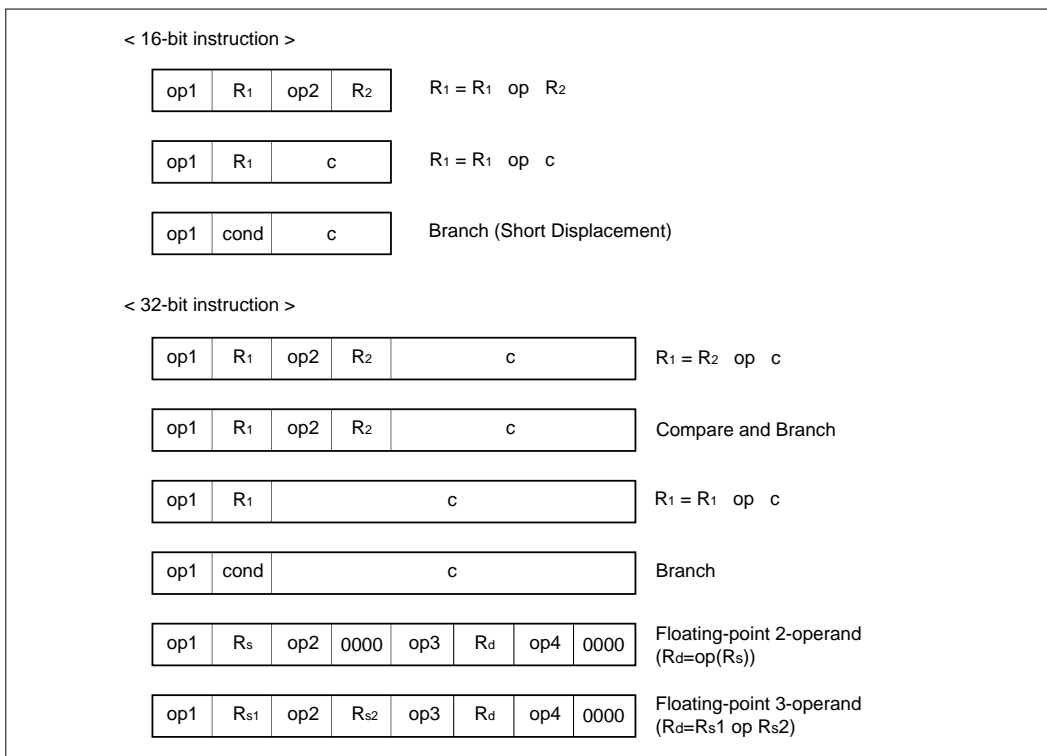 < 16-bit instruction >
op1 R1 op2 R2 R1 = R1 op R2
op1 R1 c R1 = R1 op c
op1 cond c Branch (Short Displacement)
< 32-bit instruction >
op1 R1 op2 R2 c R1 = R2 op c
op1 R1 op2 R2 c Compare and Branch
op1 R1 c R1 = R1 op c
op1 cond c Branch
op1 Rs op2 0000 op3 Rd op4 0000 Floating-point 2-operand
(Rd=op(Rs))
op1 Rs1 op2 Rs2 op3 Rd op4 0000 Floating-point 3-operand
(Rd=Rs1 op Rs2)